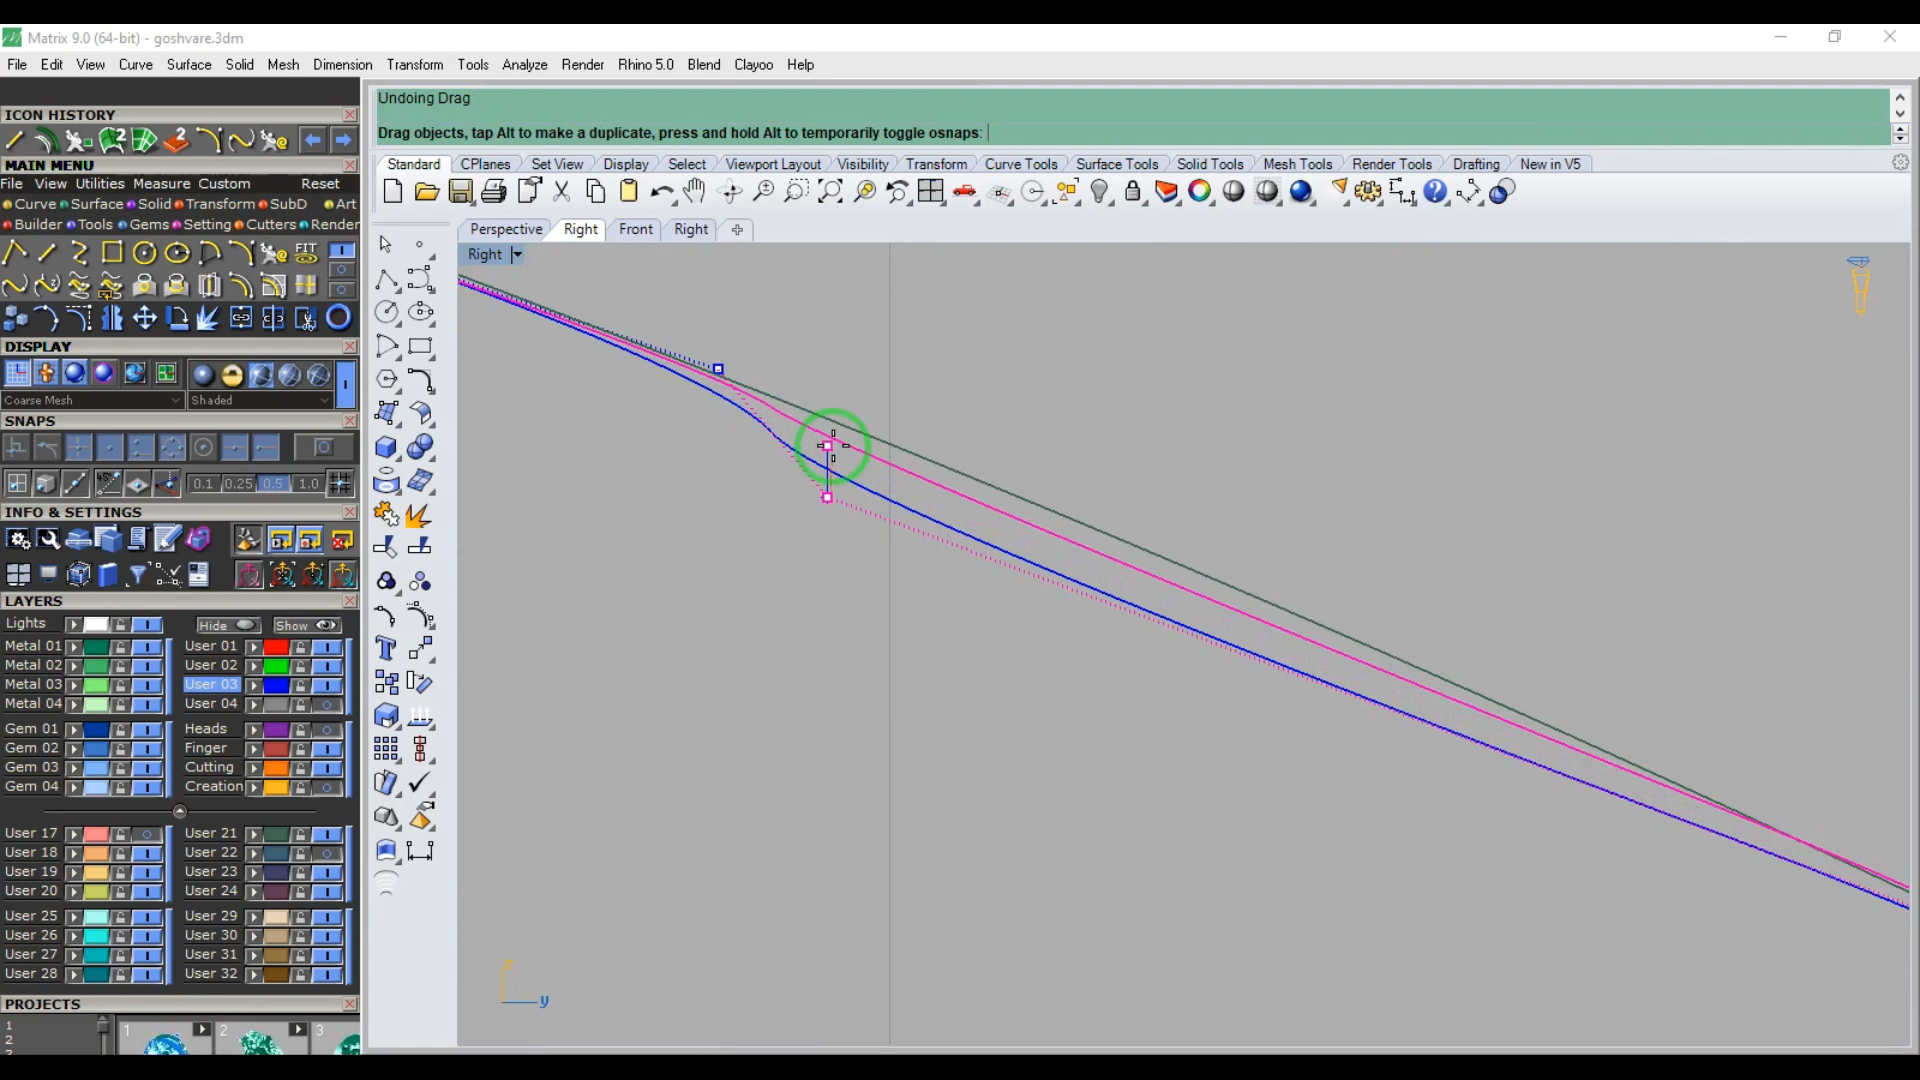 Matrix 9.0 (64-bit) - goshvare.3dm
File Edit View Curve Surface Solid Mesh Dimension Transform Tools Analyze Render Rhino 5.0 Blend Clayoo Help
ICON HISTORY
Undoing Drag
Drag objects, tap Alt to make a duplicate, press and hold Alt to temporarily toggle osnaps:
2 2
MAIN MENU
Standard CPlanes Set View Display Select Viewport Layout Visibility Transform Curve Tools Surface Tools Solid Tools Mesh Tools Render Tools Drafting New in V5
File View Utilities Measure Custom Reset
Curve Surface Solid Transform SubD Art
Builder Tools Gems Setting Cutters Render
Perspective Right Front Right
FIT
Right
DISPLAY
Coarse Mesh Shaded
SNAPS
45°
0.1 0.25 0.5 1.0
INFO & SETTINGS
LAYERS
Lights Hide Show
Metal 01 User 01
Metal 02 User 02
Metal 03 User 03
Metal 04 User 04
Gem 01 Heads
Gem 02 Finger
Gem 03 Cutting
Gem 04 Creation
User 17 User 21
User 18 User 22
User 19 User 23
User 20 User 24
User 25 User 29
User 26 User 30
User 27 User 31
User 28 User 32
y
PROJECTS
1 1 2 3
2